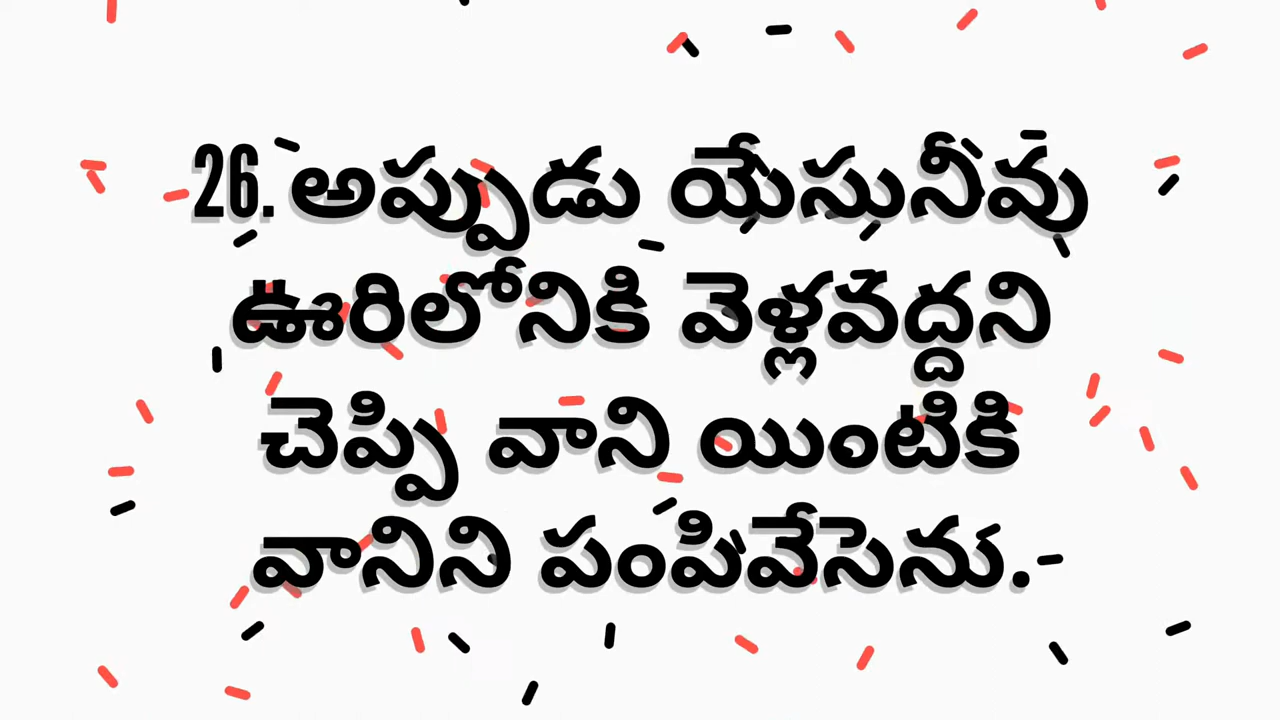 26. అప్పుడు యేసునీవు
ఊరిలోనికి వెళ్లవద్దని
చెప్పి వాని యింటికి
వానిని పంపివేసెను.